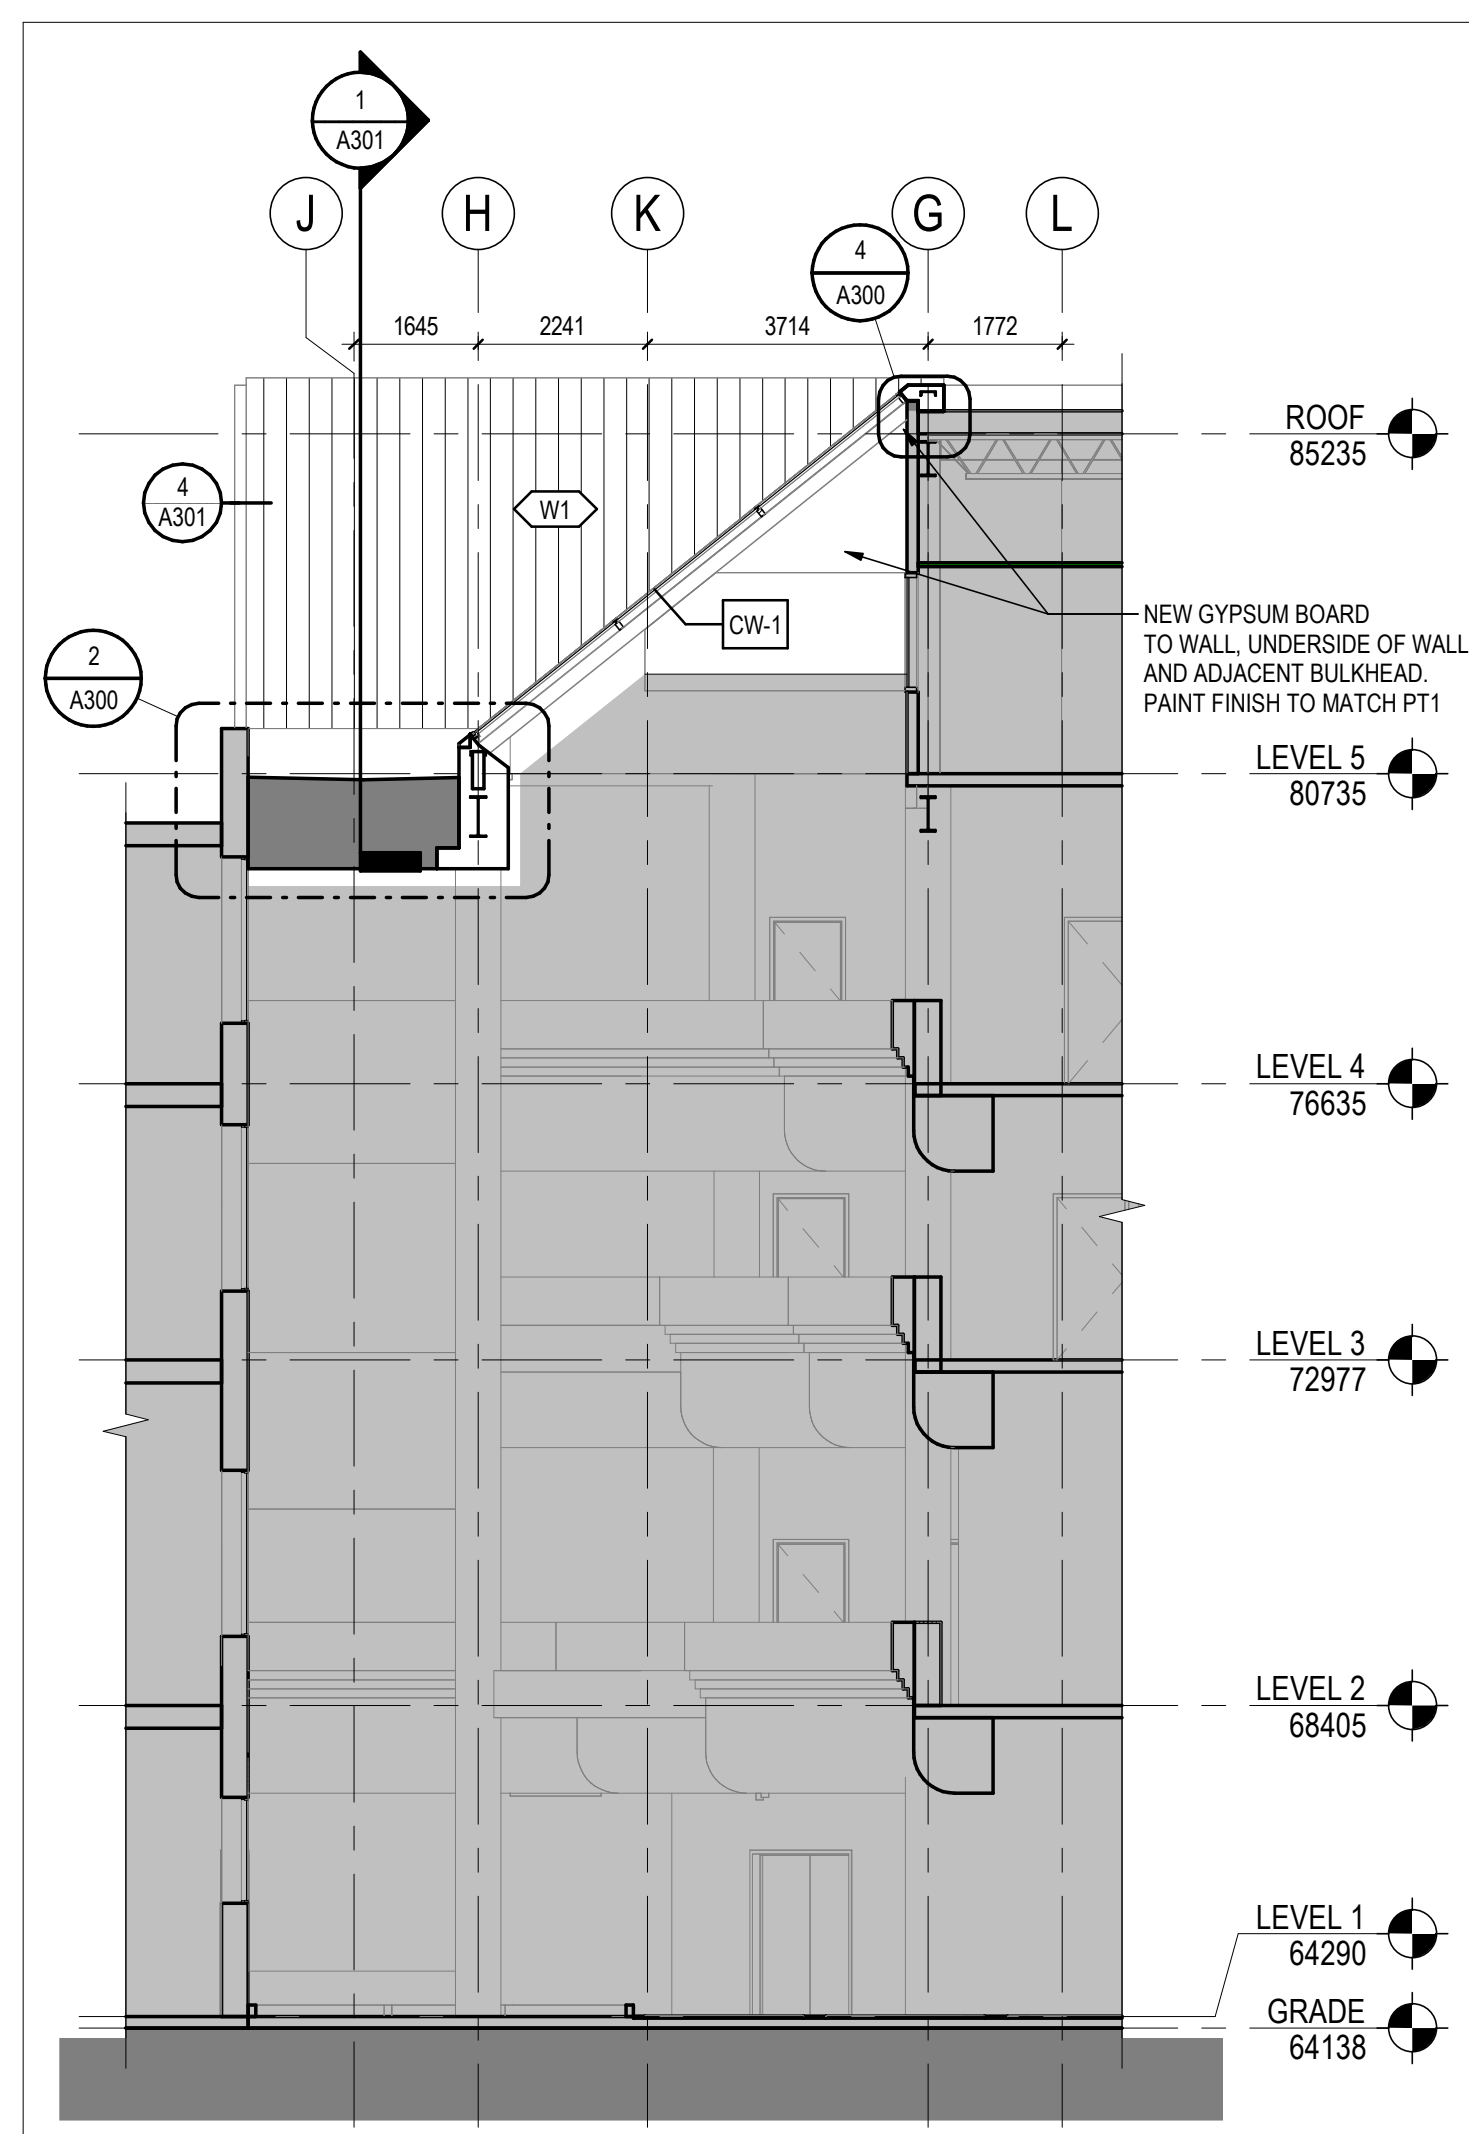 1
A301
J
H
K
G
L
4
A300
1645
2241
3714
1772
ROOF
85235
4
A301
W1
CW-1
NEW GYPSUM BOARD
TO WALL, UNDERSIDE OF WALL
AND ADJACENT BULKHEAD.
PAINT FINISH TO MATCH PT1
2
A300
LEVEL 5
80735
LEVEL 4
76635
LEVEL 3
72977
LEVEL 2
68405
LEVEL 1
64290
GRADE
64138